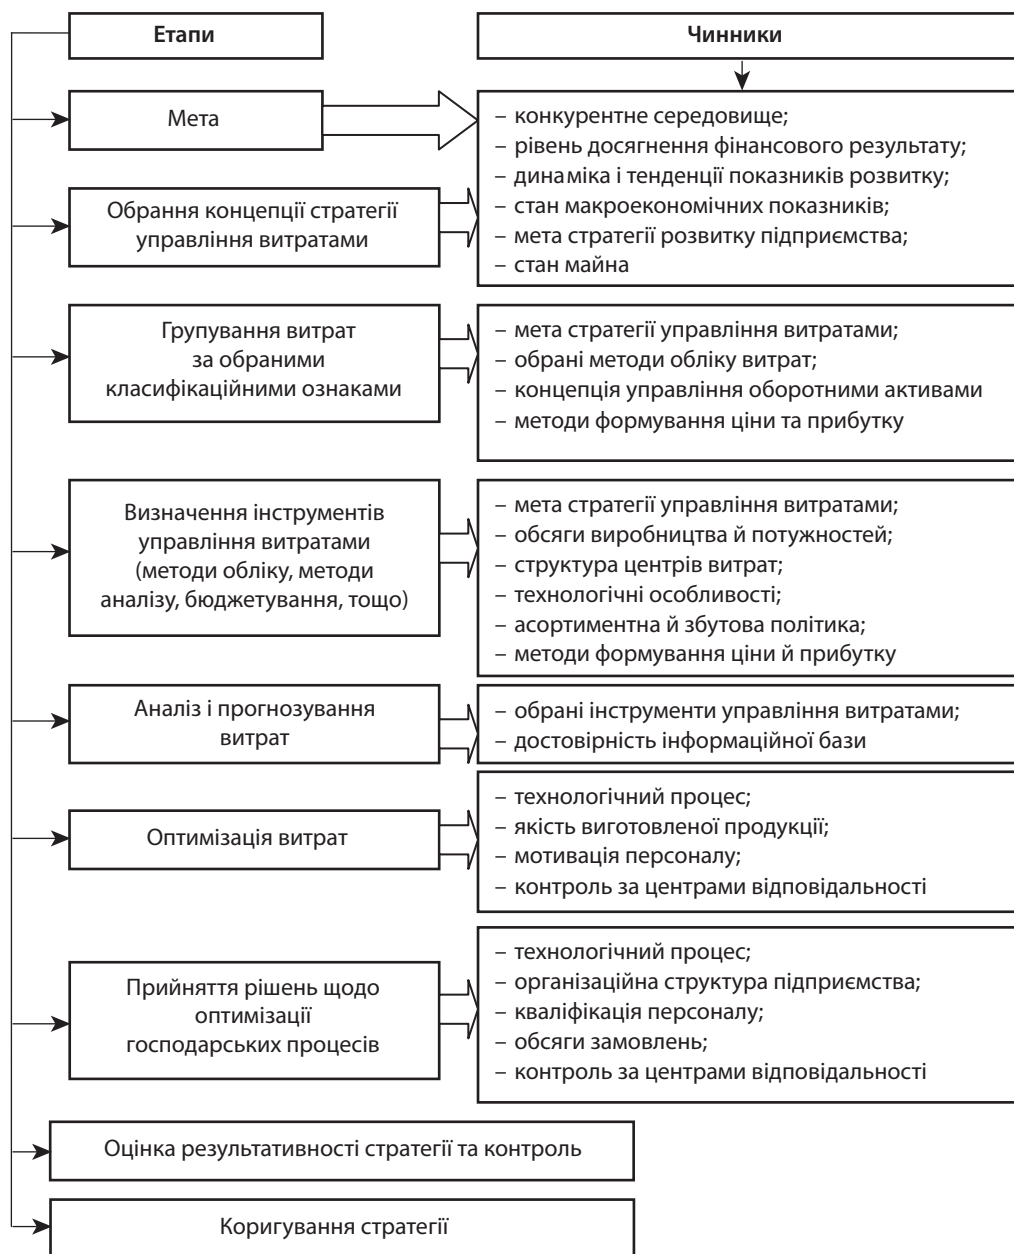 Етапи
Чинники
Мета
– конкурентне середовище;
– рівень досягнення фінансового результату;
– динаміка і тенденції показників розвитку;
– стан макроекономічних показників;
– мета стратегії розвитку підприємства;
– стан майна
Обрання концепції стратегії
управління витратами
Групування витрат
за обраними
класифікаційними ознаками
– мета стратегії управління витратами;
– обрані методи обліку витрат;
– концепція управління оборотними активами
– методи формування ціни та прибутку
Визначення інструментів
управління витратами
(методи обліку, методи
аналізу, бюджетування, тощо)
– мета стратегії управління витратами;
– обсяги виробництва й потужностей;
– структура центрів витрат;
– технологічні особливості;
– асортиментна й збутова політика;
– методи формування ціни й прибутку
Аналіз і прогнозування
витрат
– обрані інструменти управління витратами;
– достовірність інформаційної бази
Оптимізація витрат
– технологічний процес;
– якість виготовленої продукції;
– мотивація персоналу;
– контроль за центрами відповідальності
Прийняття рішень щодо
оптимізації
господарських процесів
– технологічний процес;
– організаційна структура підприємства;
– кваліфікація персоналу;
– обсяги замовлень;
– контроль за центрами відповідальності
Оцінка результативності стратегії та контроль
Коригування стратегії